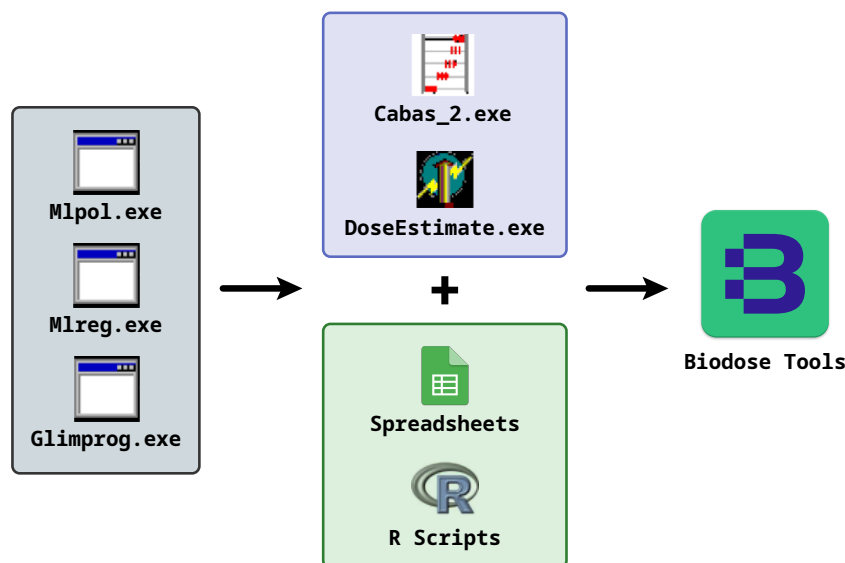 Mlpol.exe
Mlreg.exe
Glimprog.exe
Cabas_2.exe
DoseEstimate.exe
+
Spreadsheets
R
R Scripts
B
Biodose Tools